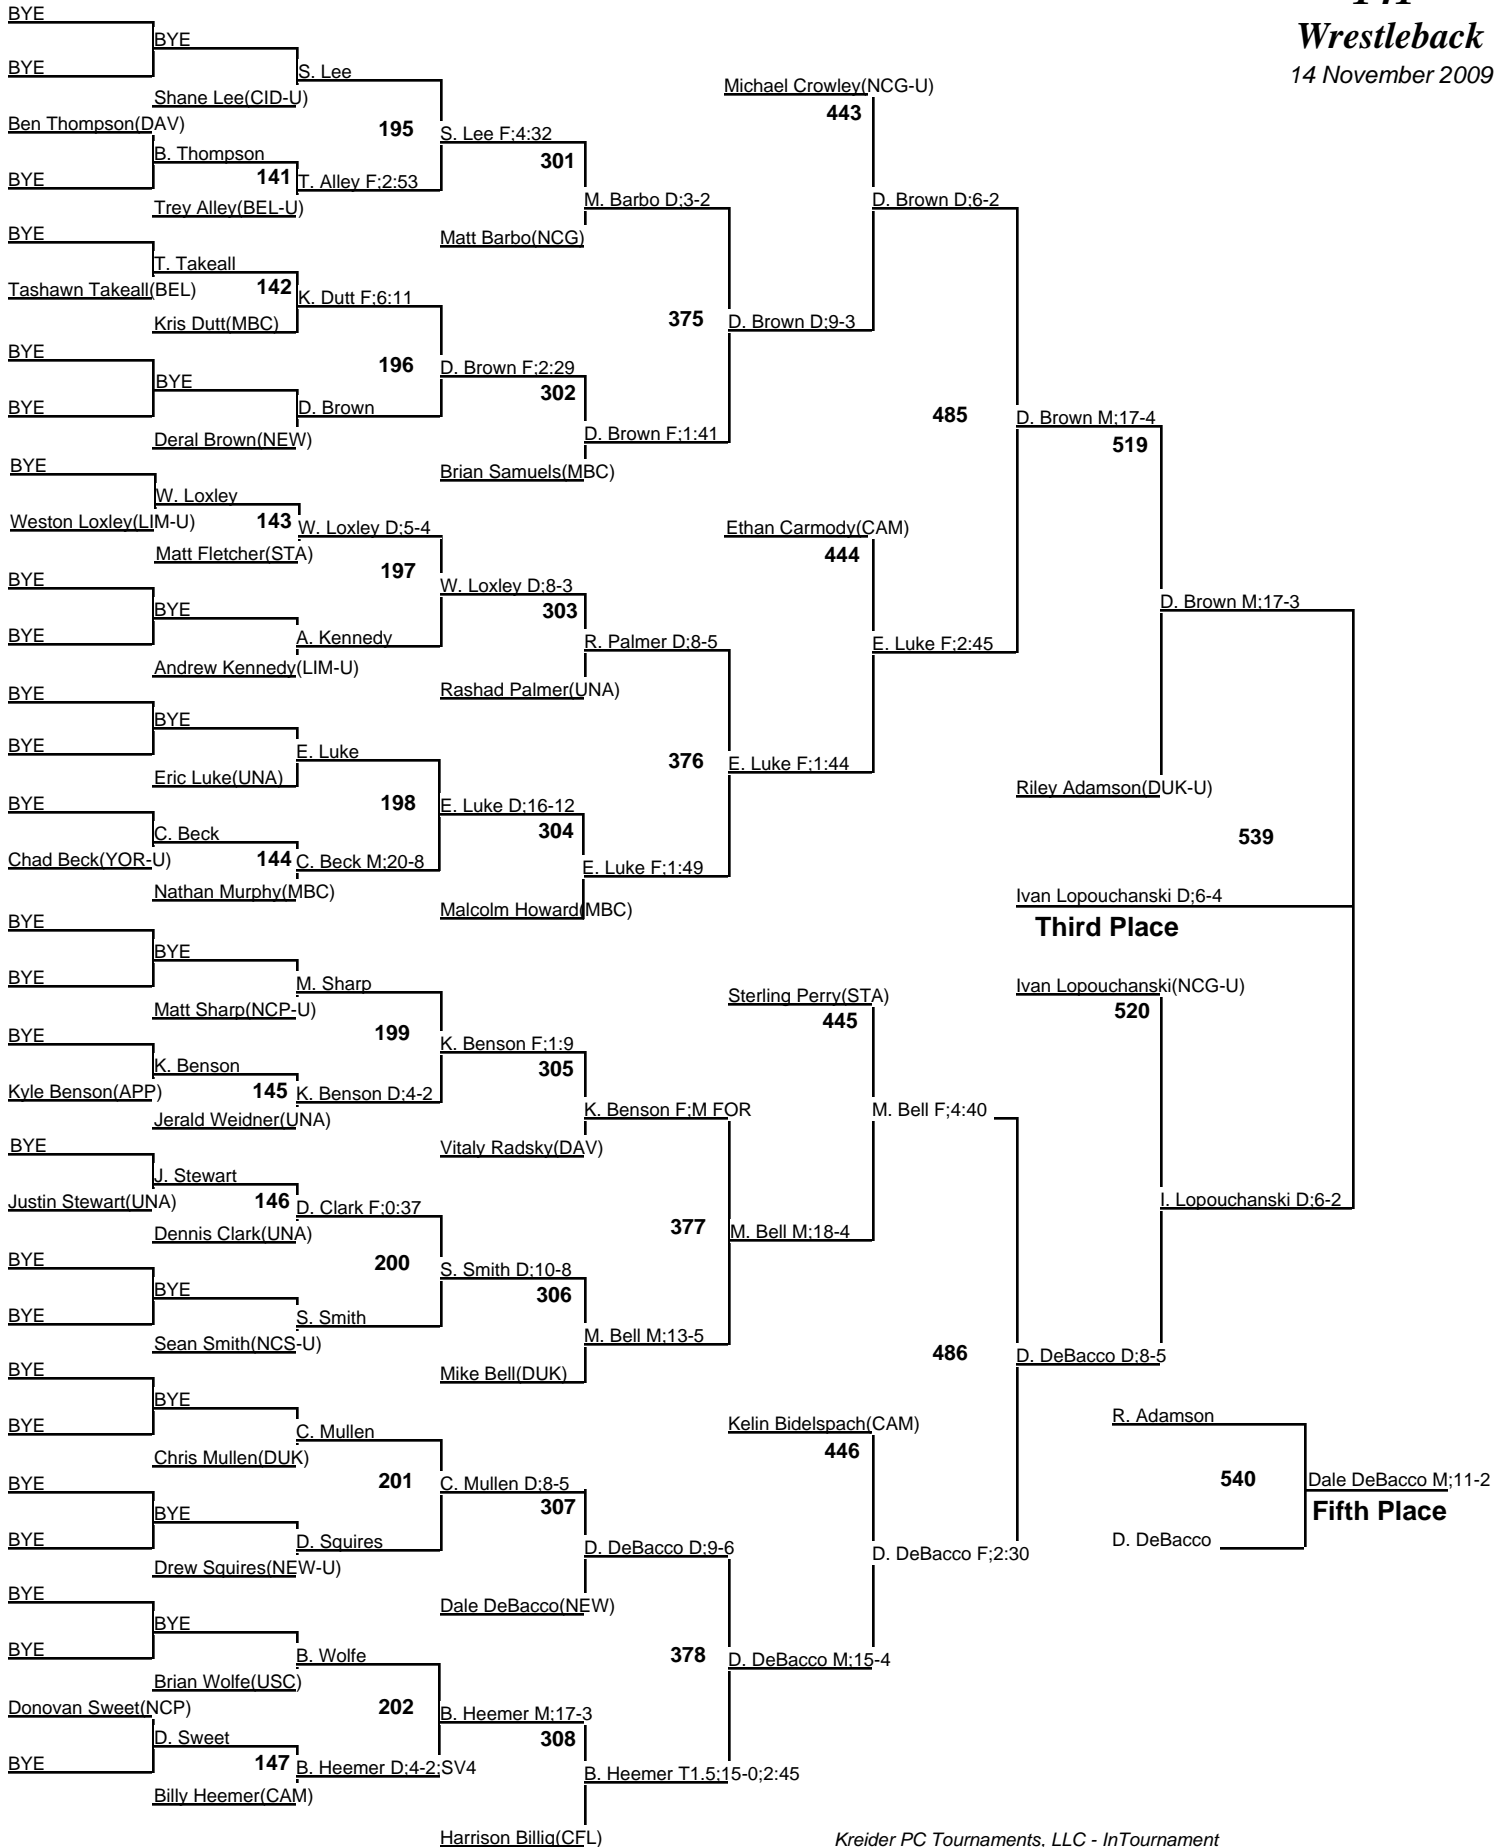 Wrestleback
14 November 2009
BYE
BYE
BYE
S. Lee
Shane Lee(CID-U)
Ben Thompson(DAV)
195
S. Lee F;4:32
B. Thompson
141
T. Alley F;2:53
BYE
Trey Alley(BEL-U)
301
M. Barbo D;3-2
Matt Barbo(NCG)
Michael Crowley(NCG-U)
443
D. Brown D;6-2
BYE
T. Takeall
Tashawn Takeall(BEL)
142
K. Dutt F;6:11
Kris Dutt(MBC)
375
D. Brown D;9-3
BYE
196
D. Brown F;2:29
BYE
302
BYE
D. Brown
Deral Brown(NEW)
D. Brown F;1:41
Brian Samuels(MBC)
485
D. Brown M;17-4
519
BYE
W. Loxley
Weston Loxley(LIM-U)
143
W. Loxley D;5-4
Matt Fletcher(STA)
Ethan Carmody(CAM)
444
197
BYE
W. Loxley D;8-3
303
BYE
BYE
A. Kennedy
Andrew Kennedy(LIM-U)
R. Palmer D;8-5
Rashad Palmer(UNA)
E. Luke F;2:45
D. Brown M;17-3
BYE
BYE
BYE
E. Luke
Eric Luke(UNA)
376
E. Luke F;1:44
Riley Adamson(DUK-U)
198
E. Luke D;16-12
BYE
304
C. Beck
Chad Beck(YOR-U)
144
C. Beck M;20-8
Nathan Murphy(MBC)
E. Luke F;1:49
Malcolm Howard(MBC)
539
Ivan Lopouchanski D;6-4
Third Place
BYE
BYE
BYE
M. Sharp
Matt Sharp(NCP-U)
Sterling Perry(STA)
445
Ivan Lopouchanski(NCG-U)
520
199
BYE
K. Benson F;1:9
305
K. Benson
Kyle Benson(APP)
145
K. Benson D;4-2
Jerald Weidner(UNA)
K. Benson F;M FOR
Vitaly Radsky(DAV)
M. Bell F;4:40
BYE
J. Stewart
Justin Stewart(UNA)
146
D. Clark F;0:37
Dennis Clark(UNA)
377
M. Bell M;18-4
I. Lopouchanski D;6-2
200
BYE
S. Smith D;10-8
306
BYE
BYE
S. Smith
Sean Smith(NCS-U)
M. Bell M;13-5
Mike Bell(DUK)
486
D. DeBacco D;8-5
BYE
BYE
BYE
C. Mullen
Chris Mullen(DUK)
Kelin Bidelspach(CAM)
446
R. Adamson
201
BYE
C. Mullen D;8-5
307
540
Dale DeBacco M;11-2
Fifth Place
BYE
BYE
D. Squires
Drew Squires(NEW-U)
D. DeBacco D;9-6
Dale DeBacco(NEW)
D. DeBacco F;2:30
D. DeBacco
BYE
BYE
BYE
B. Wolfe
Brian Wolfe(USC)
378
D. DeBacco M;15-4
Donovan Sweet(NCP)
202
B. Heemer M;17-3
308
D. Sweet
BYE
147
B. Heemer D;4-2;SV4
Billy Heemer(CAM)
B. Heemer T1.5;15-0;2:45
Harrison Billig(CFL)
Kreider PC Tournaments, LLC - InTournament